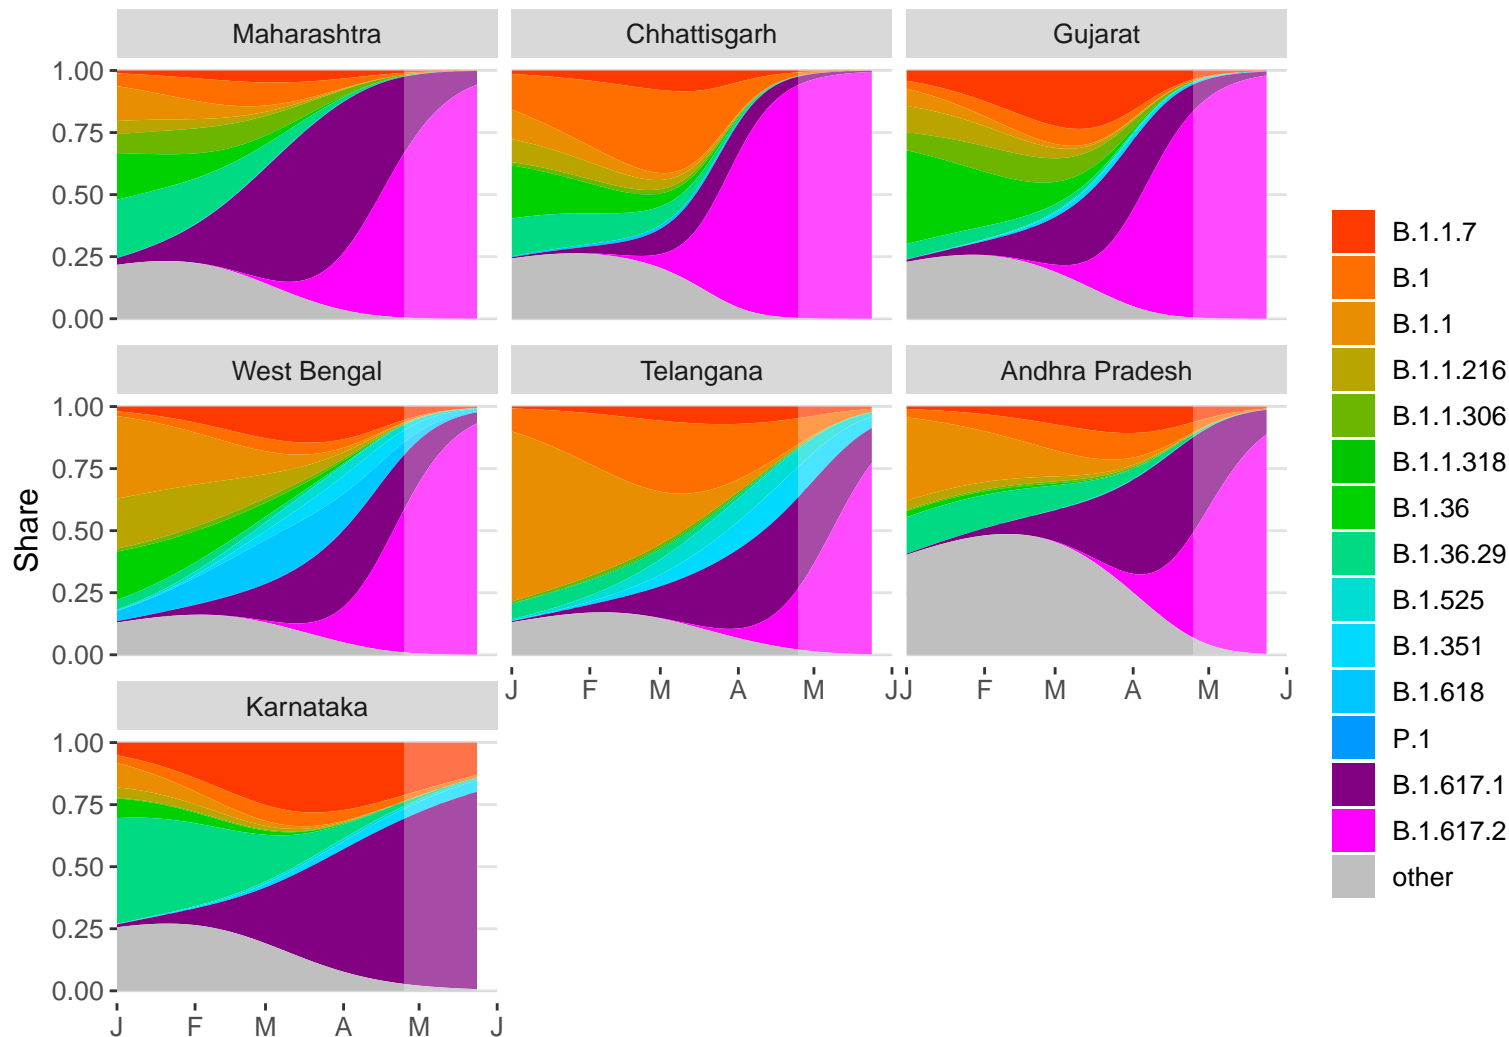 Maharashtra
Chhattisgarh
Gujarat
1.00
0.75
0.50
0.25
0.00
West Bengal
Telangana
Andhra Pradesh
1.00
0.75
0.50
0.25
0.00
J F M A M J
J F M A M J
Karnataka
1.00
0.75
0.50
0.25
0.00
J F M A M J
Share
B.1.1.7
B.1
B.1.1
B.1.1.216
B.1.1.306
B.1.1.318
B.1.36
B.1.36.29
B.1.525
B.1.351
B.1.618
P.1
B.1.617.1
B.1.617.2
other